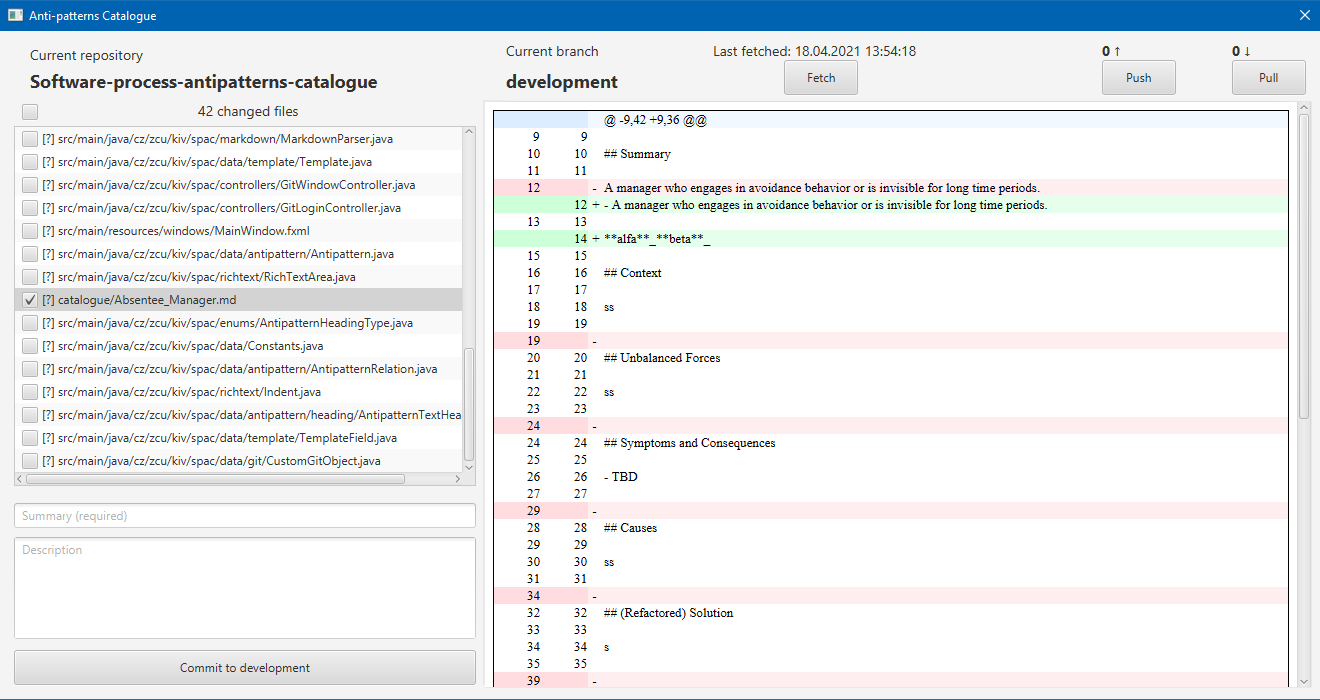 Anti-patterns Catalogue
Current repository
Software-process-antipatterns-catalogue
Current branch
development
Last fetched: 18.04.2021 13:54:18
Fetch
0 ↑
Push
0 ↓
Pull
42 changed files
[?] src/main/java/cz/zcu/kiv/spac/markdown/MarkdownParser.java
[?] src/main/java/cz/zcu/kiv/spac/data/template/Template.java
[?] src/main/java/cz/zcu/kiv/spac/controllers/GitWindowController.java
[?] src/main/java/cz/zcu/kiv/spac/controllers/GitLoginController.java
[?] src/main/resources/windows/MainWindow.fxml
[?] src/main/java/cz/zcu/kiv/spac/data/antipattern/Antipattern.java
[?] src/main/java/cz/zcu/kiv/spac/richtext/RichTextArea.java
[?] catalogue/Absentee_Manager.md
[?] src/main/java/cz/zcu/kiv/spac/enums/AntipatternHeadingType.java
[?] src/main/java/cz/zcu/kiv/spac/data/Constants.java
[?] src/main/java/cz/zcu/kiv/spac/data/antipattern/AntipatternRelation.java
[?] src/main/java/cz/zcu/kiv/spac/richtext/Indent.java
[?] src/main/java/cz/zcu/kiv/spac/data/antipattern/heading/AntipatternTextHea
[?] src/main/java/cz/zcu/kiv/spac/data/template/TemplateField.java
[?] src/main/java/cz/zcu/kiv/spac/data/git/CustomGitObject.java
Summary (required)
Description
Commit to development
@ -9,42 +9,36 @@
9 9
10 10 ## Summary
11 11
12 - A manager who engages in avoidance behavior or is invisible for long time periods.
12 + - A manager who engages in avoidance behavior or is invisible for long time periods.
13 13
14 + **alfa**_**beta**_
15 15
16 16 ## Context
17 17
18 18 ss
19 19
19 -
20 20 ## Unbalanced Forces
21 21
22 22 ss
23 23
24 -
24 24 ## Symptoms and Consequences
25 25
26 26 - TBD
27 27
29 -
28 28 ## Causes
29 29
30 30 ss
31 31
34 -
32 32 ## (Refactored) Solution
33 33
34 34 s
35 35
39 -